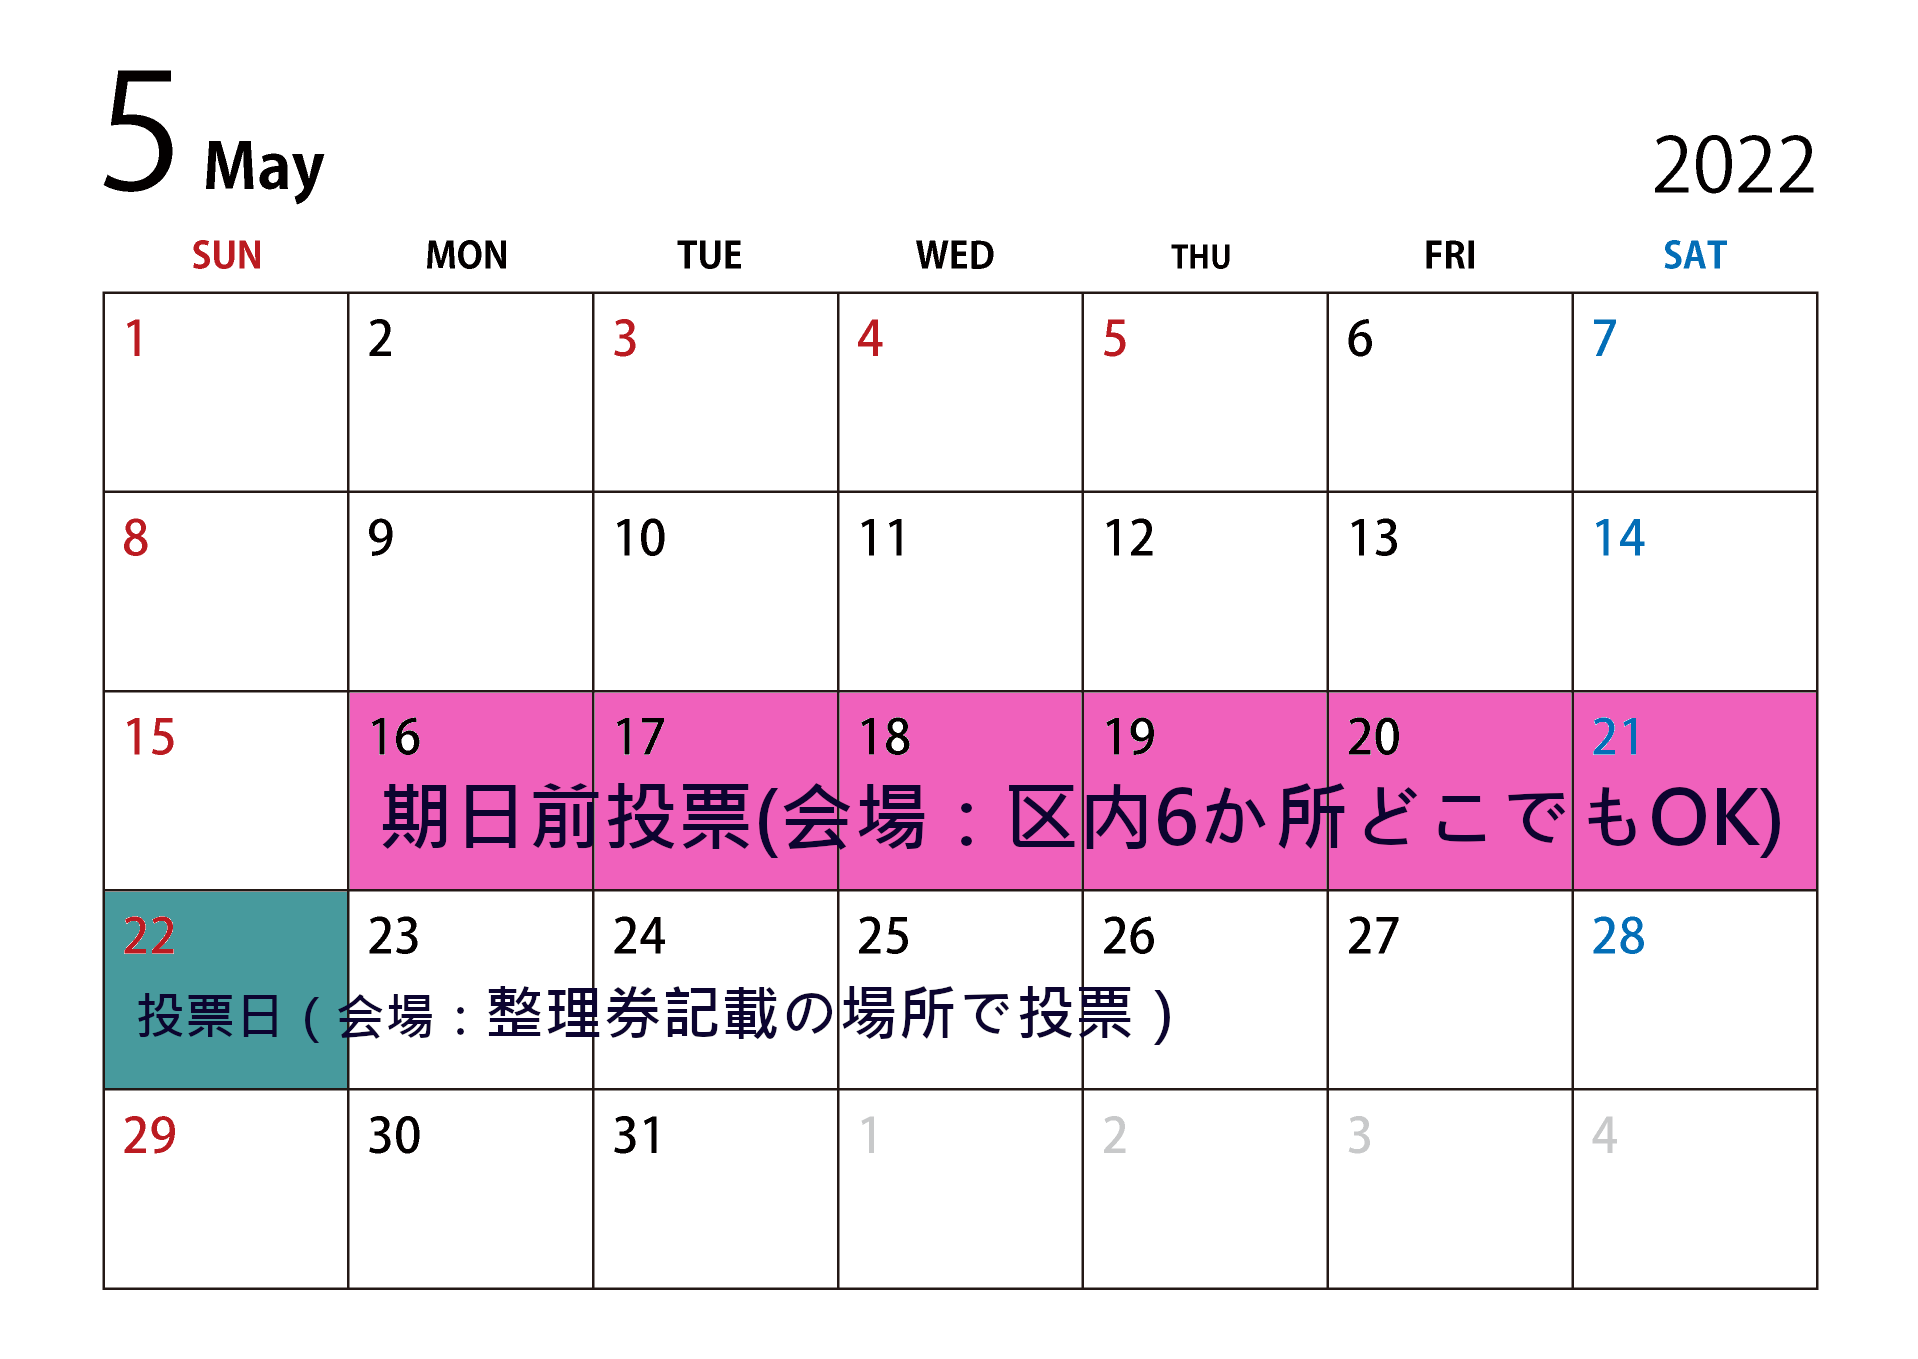 5 May 2022
SUN MON TUE WED THU FRI SAT
1 2 3 4 5 6 7
8 9 10 11 12 13 14
15 16 17 18 19 20 21
期日前投票(会場：区内6か所どこでもOK)
22 23 24 25 26 27 28
投票日（会場：整理券記載の場所で投票）
29 30 31 1 2 3 4